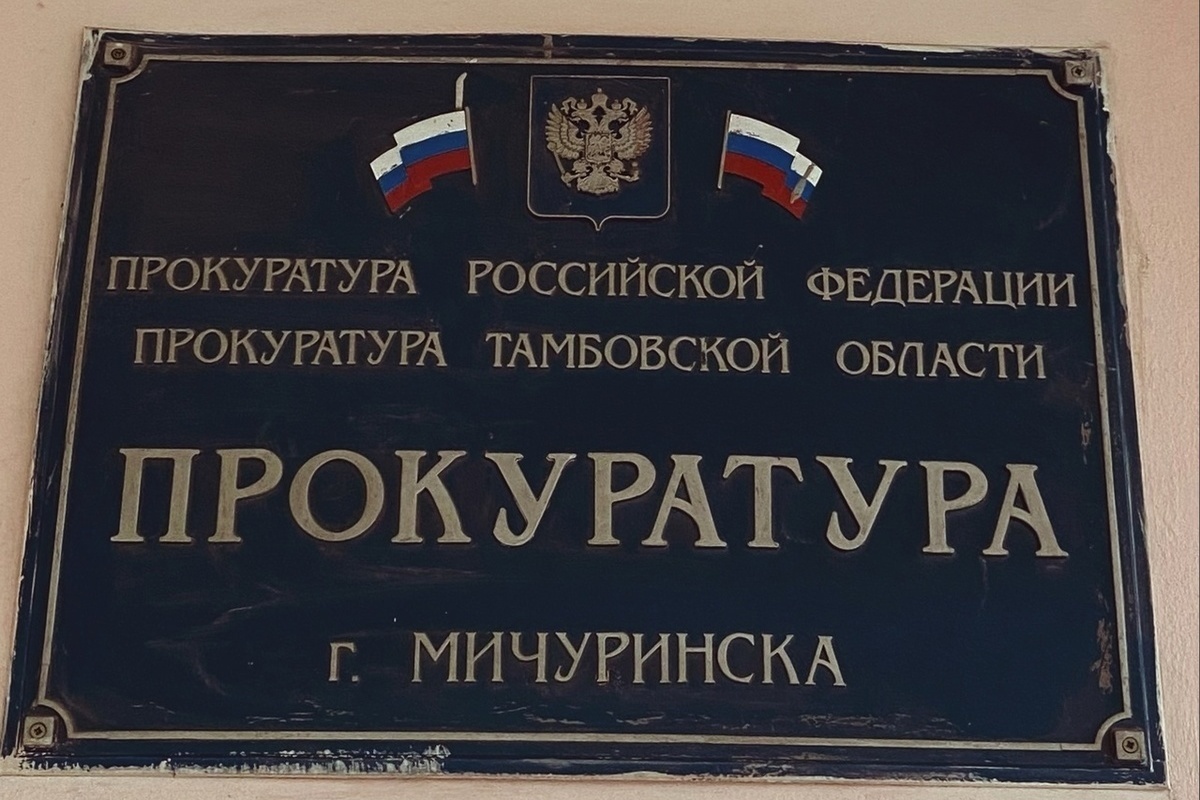 ПРОКУРАТУРА РОССИЙСКОЙ ФЕДЕРАЦИИ
ПРОКУРАТУРА ТАМБОВСКОЙ ОБЛАСТИ
ПРОКУРАТУРА
г. МИЧУРИНСКА